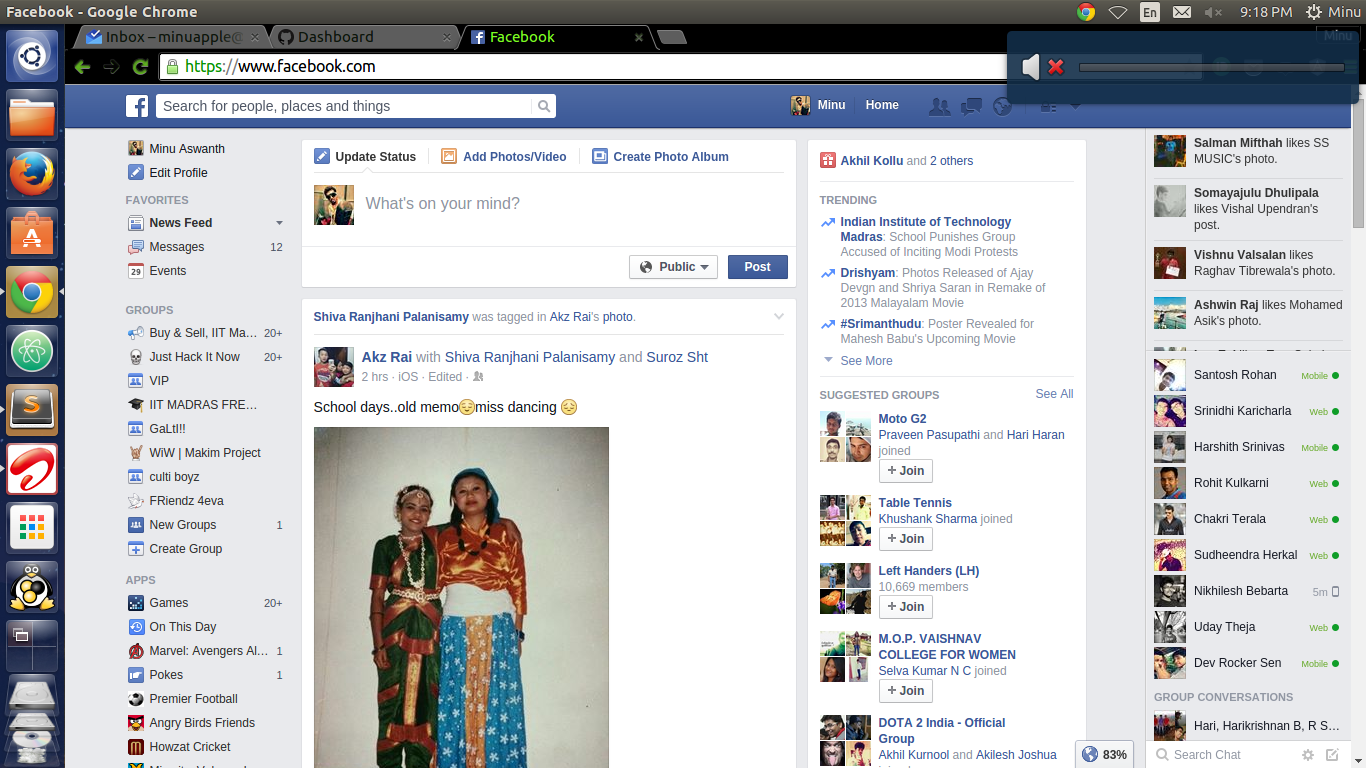 Facebook - Google Chrome
En
9:18 PM
Minu
Inbox – minuapple@
Dashboard
Facebook
Minu
https://www.facebook.com
Search for people, places and things
Minu
Home
Minu Aswanth
Edit Profile
FAVORITES
News Feed
Messages 12
29 Events
GROUPS
Buy & Sell, IIT Ma... 20+
Just Hack It Now 20+
VIP
IIT MADRAS FRE...
GaLtI!!
WiW | Makim Project
culti boyz
FRiendz 4eva
New Groups 1
Create Group
APPS
Games 20+
On This Day
Marvel: Avengers Al... 1
Pokes 1
Premier Football
Angry Birds Friends
Howzat Cricket
Update Status
Add Photos/Video
Create Photo Album
What's on your mind?
Public
Post
Shiva Ranjhani Palanisamy was tagged in Akz Rai's photo.
Akz Rai with Shiva Ranjhani Palanisamy and Suroz Sht
2 hrs · iOS · Edited ·
School days..old memo😌miss dancing 😌
Akhil Kollu and 2 others
TRENDING
Indian Institute of Technology
Madras: School Punishes Group
Accused of Inciting Modi Protests
Drishyam: Photos Released of Ajay
Devgn and Shriya Saran in Remake of
2013 Malayalam Movie
#Srimanthudu: Poster Revealed for
Mahesh Babu's Upcoming Movie
See More
SUGGESTED GROUPS See All
Moto G2
Praveen Pasupathi and Hari Haran
joined
+ Join
Table Tennis
Khushank Sharma joined
+ Join
Left Handers (LH)
10,669 members
+ Join
M.O.P. VAISHNAV
COLLEGE FOR WOMEN
Selva Kumar N C joined
+ Join
DOTA 2 India - Official
Group
Akhil Kurnool and Akilesh Joshua
83%
Salman Mifthah likes SS
MUSIC's photo.
Somayajulu Dhulipala
likes Vishal Upendran's
post.
Vishnu Valsalan likes
Raghav Tibrewala's photo.
Ashwin Raj likes Mohamed
Asik's photo.
Santosh Rohan Mobile
Srinidhi Karicharla Web
Harshith Srinivas Mobile
Rohit Kulkarni Web
Chakri Terala Web
Sudheendra Herkal Web
Nikhilesh Bebarta 5m
Uday Theja Web
Dev Rocker Sen Mobile
GROUP CONVERSATIONS
Hari, Harikrishnan B, R S...
Search Chat